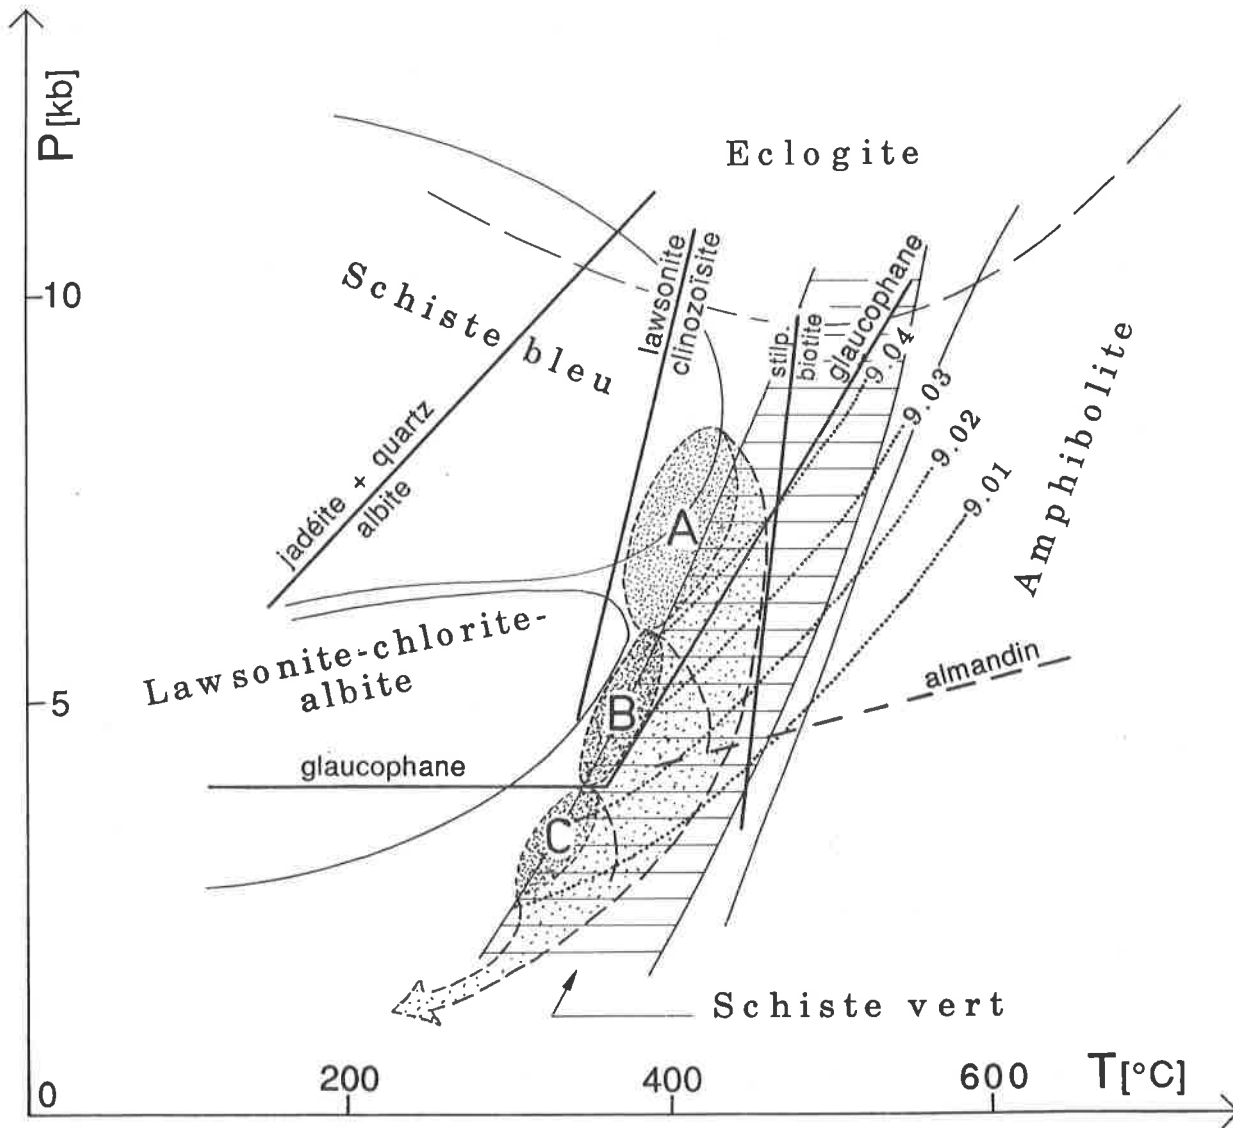 P[kb]
Eclogite
lawsonite
clinozoïsite
glaucophane
Schiste bleu
10
stilp.
biotite
9.04
9.03
9.02
9.01
Amphibolite
jadéite + quartz
albite
A
Lawsonite-chlorite-
albite
almandin
5
B
glaucophane
C
Schiste vert
0
200
400
600
T[°C]